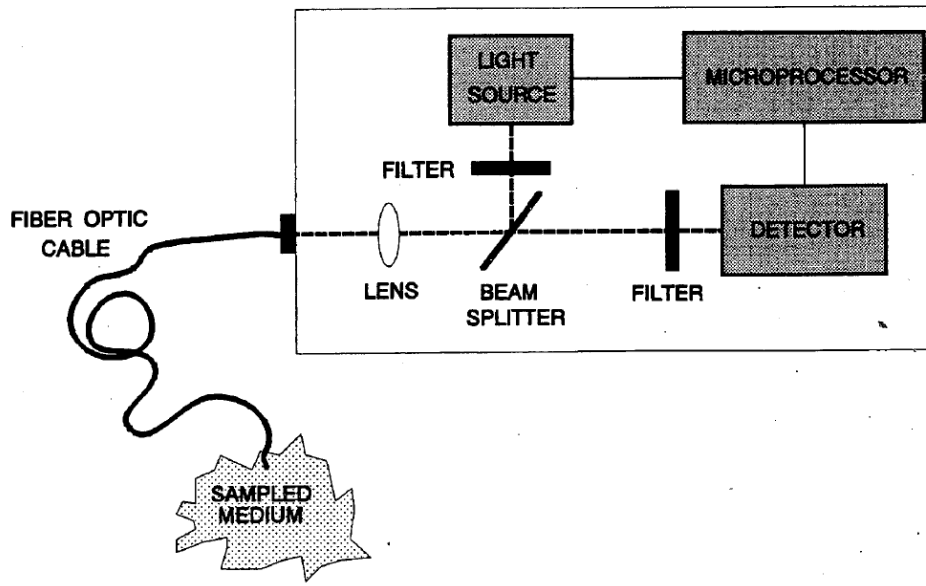 LIGHT
SOURCE
MICROPROCESSOR
FILTER
FIBER OPTIC
CABLE
DETECTOR
LENS
BEAM
SPLITTER
FILTER
SAMPLED
MEDIUM